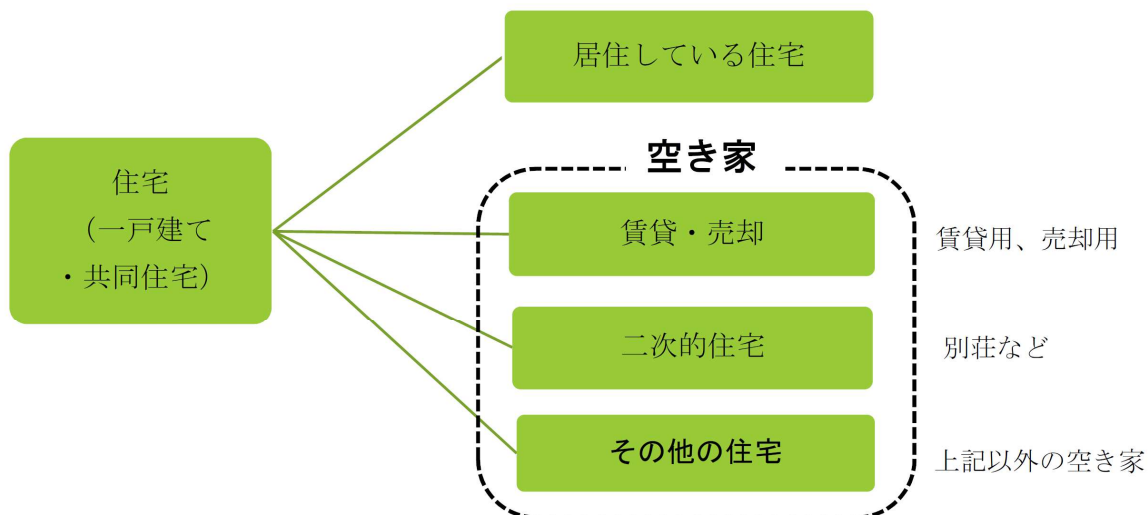 居住している住宅
空き家
住宅
（一戸建て
・共同住宅）
賃貸・売却
賃貸用、売却用
二次的住宅
別荘など
その他の住宅
上記以外の空き家